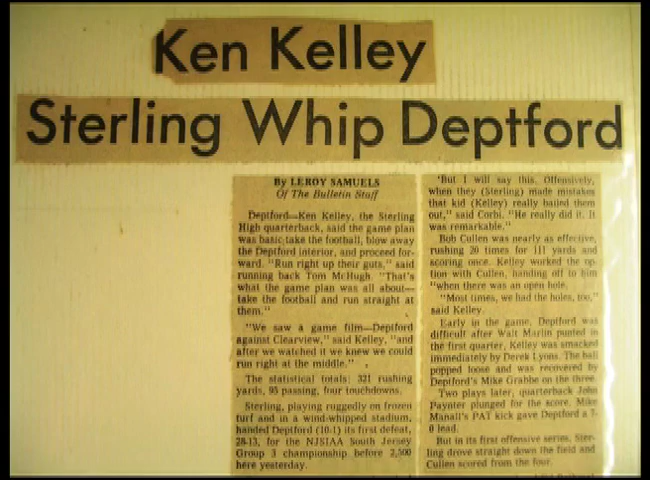 Ken Kelley
Sterling Whip Deptford
By LEROY SAMUELS
Of The Bulletin Staff
Deptford—Ken Kelley, the Sterling
High quarterback, said the game plan
was basic:take the football, blow away
the Deptford interior, and proceed for-
ward. "Run right up their guts," said
running back Tom McHugh. "That's
what the game plan was all about—
take the football and run straight at
them."
"We saw a game film—Deptford
against Clearview," said Kelley, "and
after we watched it we knew we could
run right at the middle."
The statistical totals: 321 rushing
yards, 95 passing, four touchdowns.
Sterling, playing ruggedly on frozen
turf and in a wind-whipped stadium,
handed Deptford (10-1) its first defeat,
28-13, for the NJSIAA South Jersey
Group 3 championship before 2,500
here yesterday.
"But I will say this. Offensively,
when they (Sterling) made mistakes
that kid (Kelley) really bailed them
out," said Corbi. "He really did it. It
was remarkable."
Bob Cullen was nearly as effective,
rushing 20 times for 111 yards and
scoring once. Kelley worked the op-
tion with Cullen, handing off to him
"when there was an open hole.
"Most times, we had the holes, too,"
said Kelley.
Early in the game, Deptford was
difficult after Walt Marlin punted in
the first quarter, Kelley was smacked
immediately by Derek Lyons. The ball
popped loose and was recovered by
Deptford's Mike Grabbe on the three.
Two plays later, quarterback John
Paynter plunged for the score. Mike
Manall's PAT kick gave Deptford a 7-
0 lead.
But in its first offensive series, Ster-
ling drove straight down the field and
Cullen scored from the four.